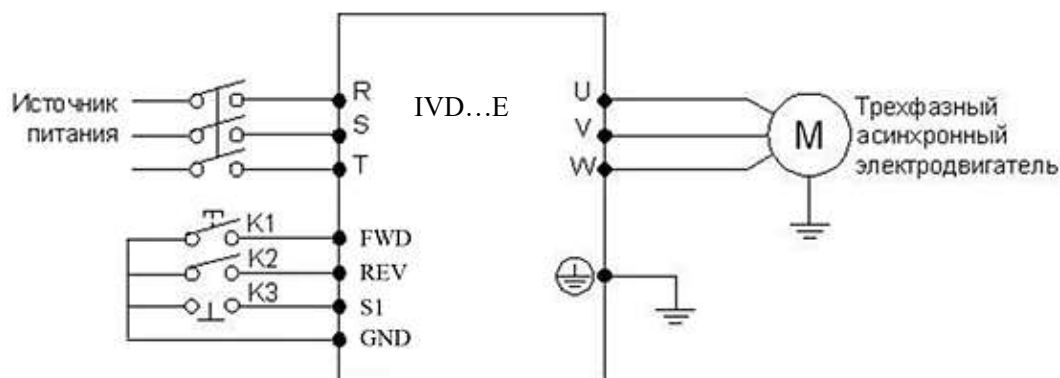 Источник
питания
R
S
T
IVD...E
U
V
W
M
Трехфазный
асинхронный
электродвигатель
K1
FWD
K2
REV
K3
S1
GND